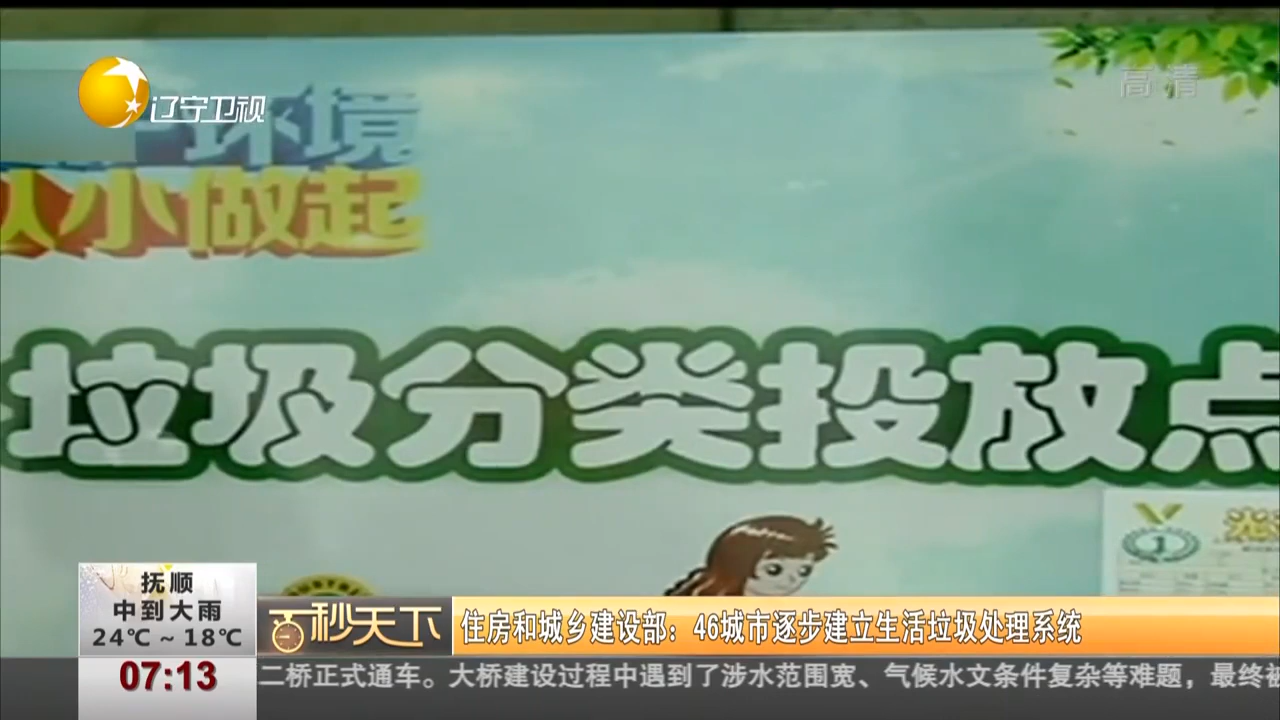 辽宁卫视
高清
环境
从小做起
垃圾分类投放点
1
抚顺
中到大雨
24℃~18℃
07:13
百秒天下
住房和城乡建设部：46城市逐步建立生活垃圾处理系统
二桥正式通车。大桥建设过程中遇到了涉水范围宽、气候水文条件复杂等难题，最终被